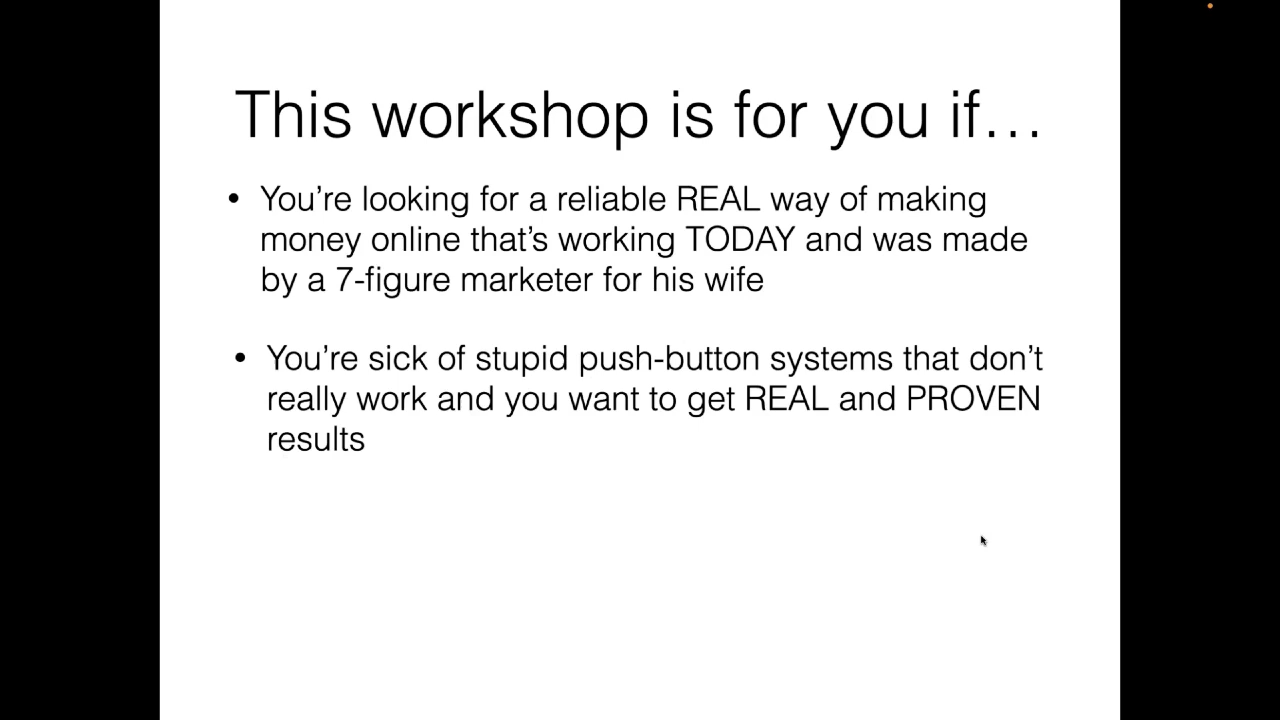 This workshop is for you if…
• You’re looking for a reliable REAL way of making
money online that’s working TODAY and was made
by a 7-figure marketer for his wife
• You’re sick of stupid push-button systems that don’t
really work and you want to get REAL and PROVEN
results